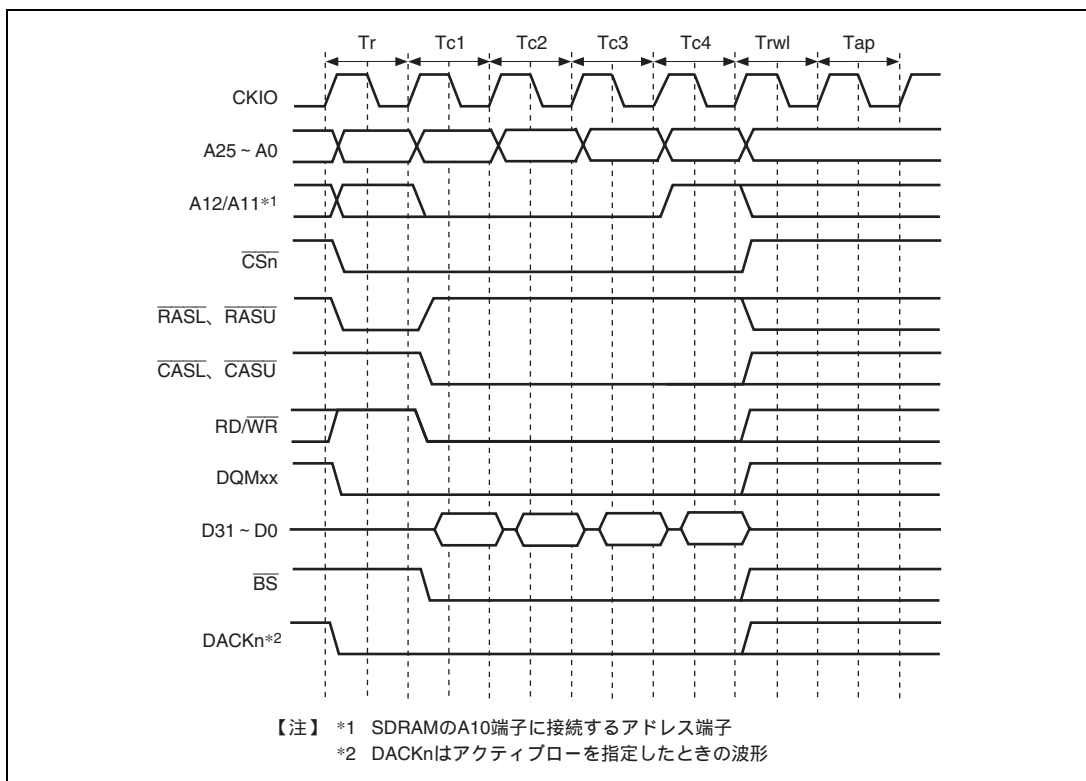 Tr Tc1 Tc2 Tc3 Tc4 Trwl Tap
CKIO
A25 ~ A0
A12/A11*1
CSn
RASL、RASU
CASL、CASU
RD/WR
DQMxx
D31 ~ D0
BS
DACKn*2
【注】 *1 SDRAMのA10端子に接続するアドレス端子
*2 DACKnはアクティブローを指定したときの波形